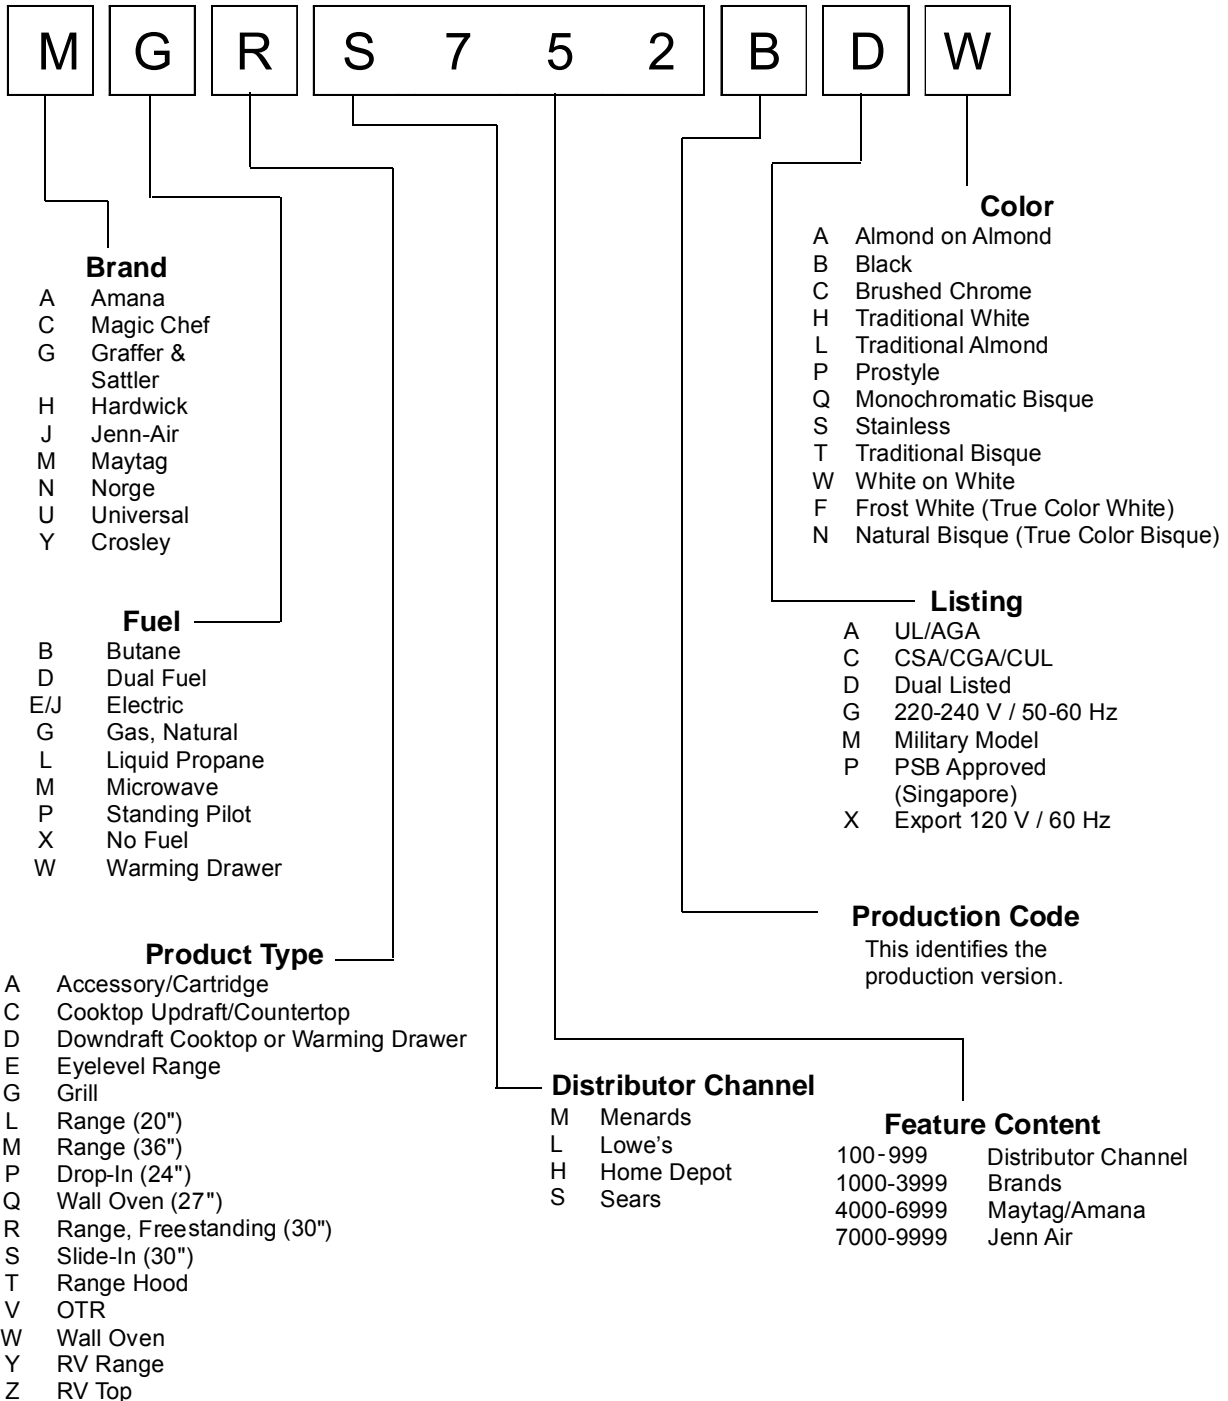 M G R S 7 5 2 B D W
Color
A Almond on Almond
B Black
C Brushed Chrome
H Traditional White
L Traditional Almond
P Prostyle
Q Monochromatic Bisque
S Stainless
T Traditional Bisque
W White on White
F Frost White (True Color White)
N Natural Bisque (True Color Bisque)
Brand
A Amana
C Magic Chef
G Graffer &
Sattler
H Hardwick
J Jenn-Air
M Maytag
N Norge
U Universal
Y Crosley
Listing
A UL/AGA
C CSA/CGA/CUL
D Dual Listed
G 220-240 V / 50-60 Hz
M Military Model
P PSB Approved
(Singapore)
X Export 120 V / 60 Hz
Fuel
B Butane
D Dual Fuel
E/J Electric
G Gas, Natural
L Liquid Propane
M Microwave
P Standing Pilot
X No Fuel
W Warming Drawer
Production Code
This identifies the
production version.
Product Type
A Accessory/Cartridge
C Cooktop Updraft/Countertop
D Downdraft Cooktop or Warming Drawer
E Eyelevel Range
G Grill
L Range (20")
M Range (36")
P Drop-In (24")
Q Wall Oven (27")
R Range, Freestanding (30")
S Slide-In (30")
T Range Hood
V OTR
W Wall Oven
Y RV Range
Z RV Top
Distributor Channel
M Menards
L Lowe's
H Home Depot
S Sears
Feature Content
100-999 Distributor Channel
1000-3999 Brands
4000-6999 Maytag/Amana
7000-9999 Jenn Air